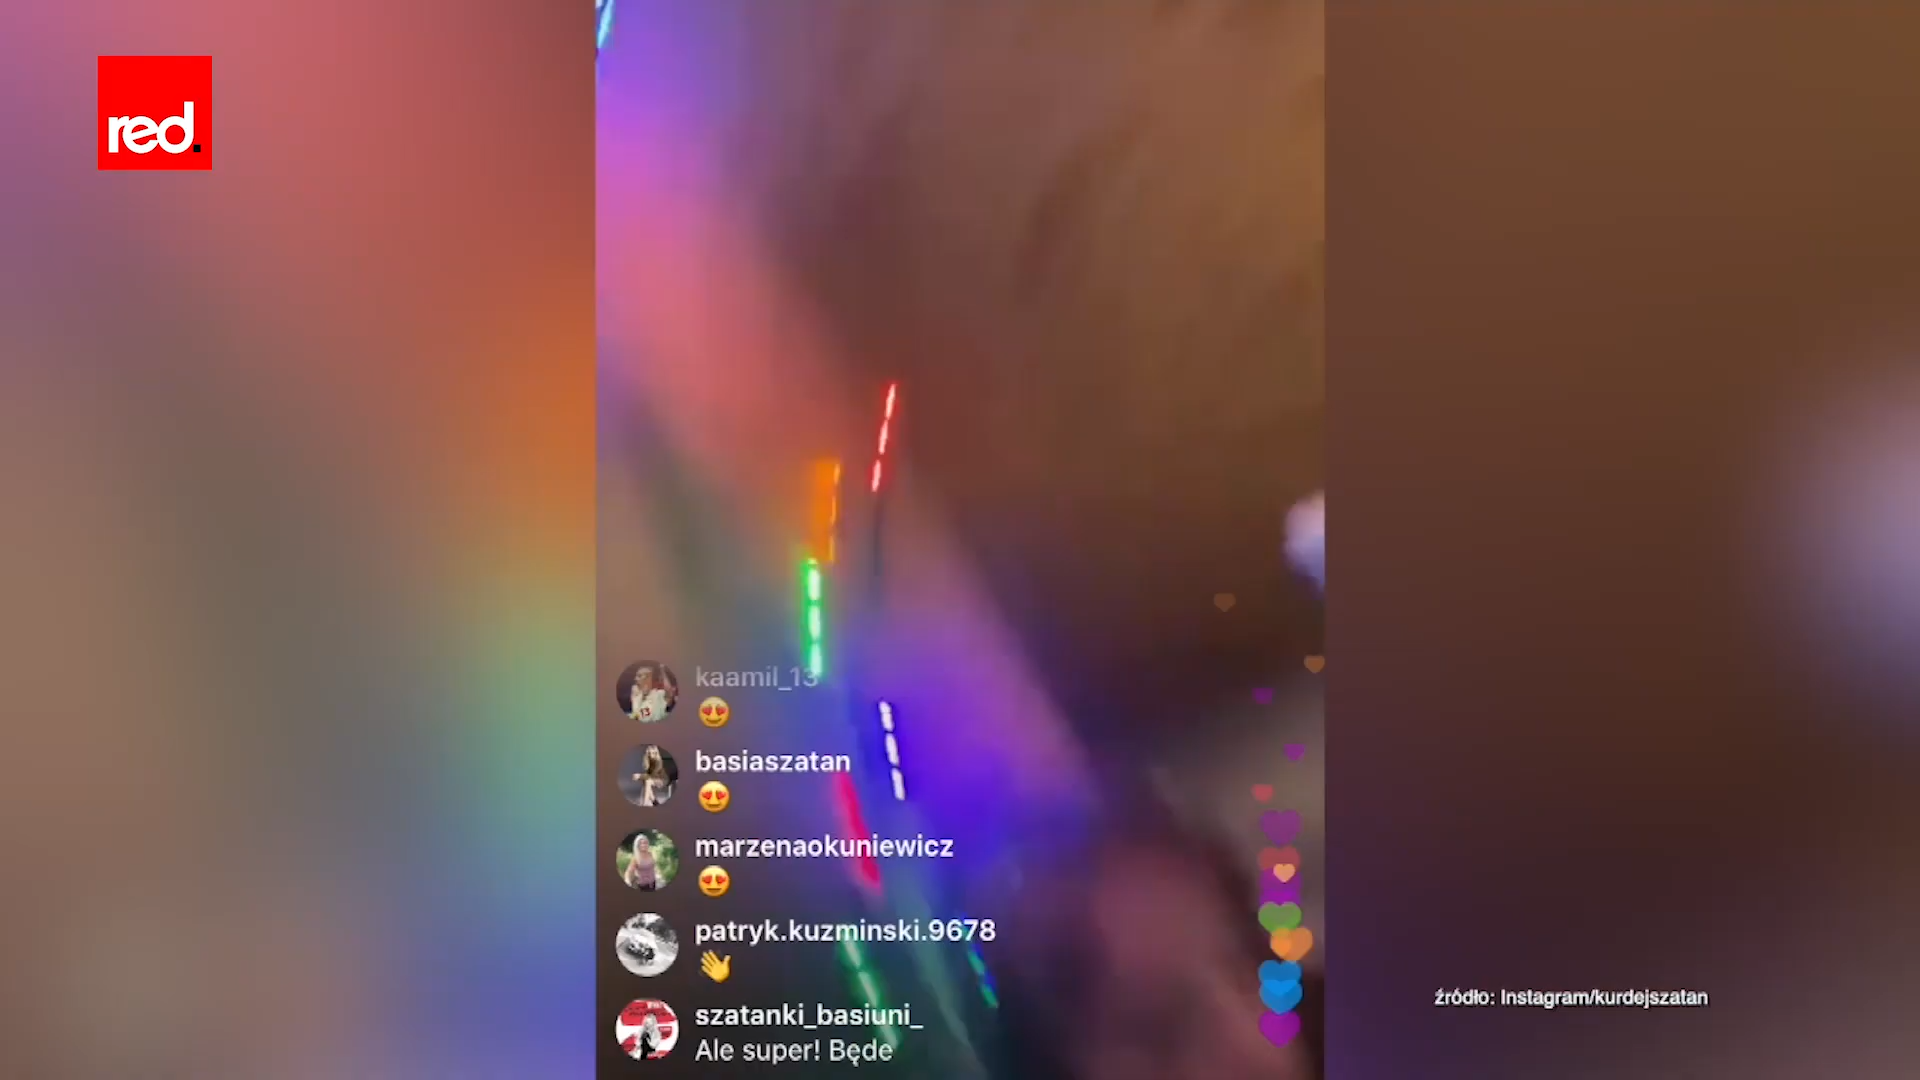 red.
kaamil_13
😍
basiaszatan
😍
marzenaokuniewicz
😍
patryk.kuzminski.9678
👋
szatanki_basiuni_
Ale super! Będe
źródło: Instagram/kurdejszatan